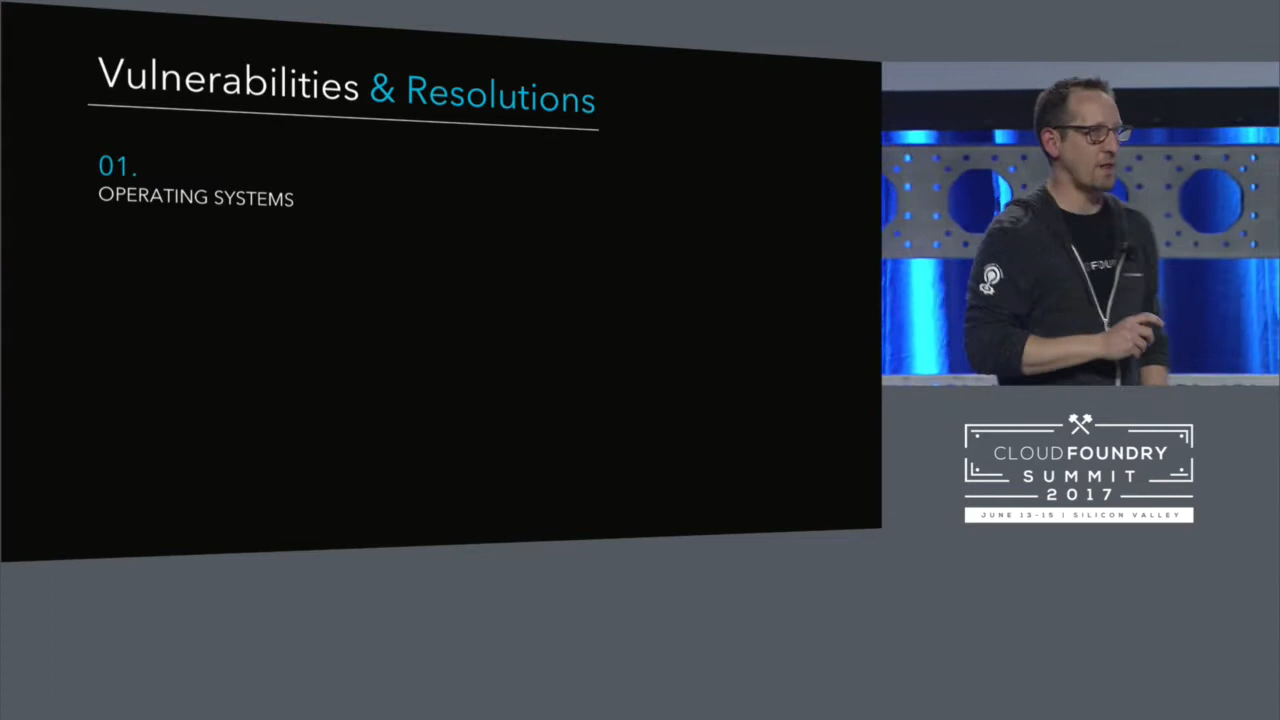 Vulnerabilities & Resolutions
01.
OPERATING SYSTEMS
CLOUD FOUNDRY
SUMMIT
2017
JUNE 13-15 | SILICON VALLEY